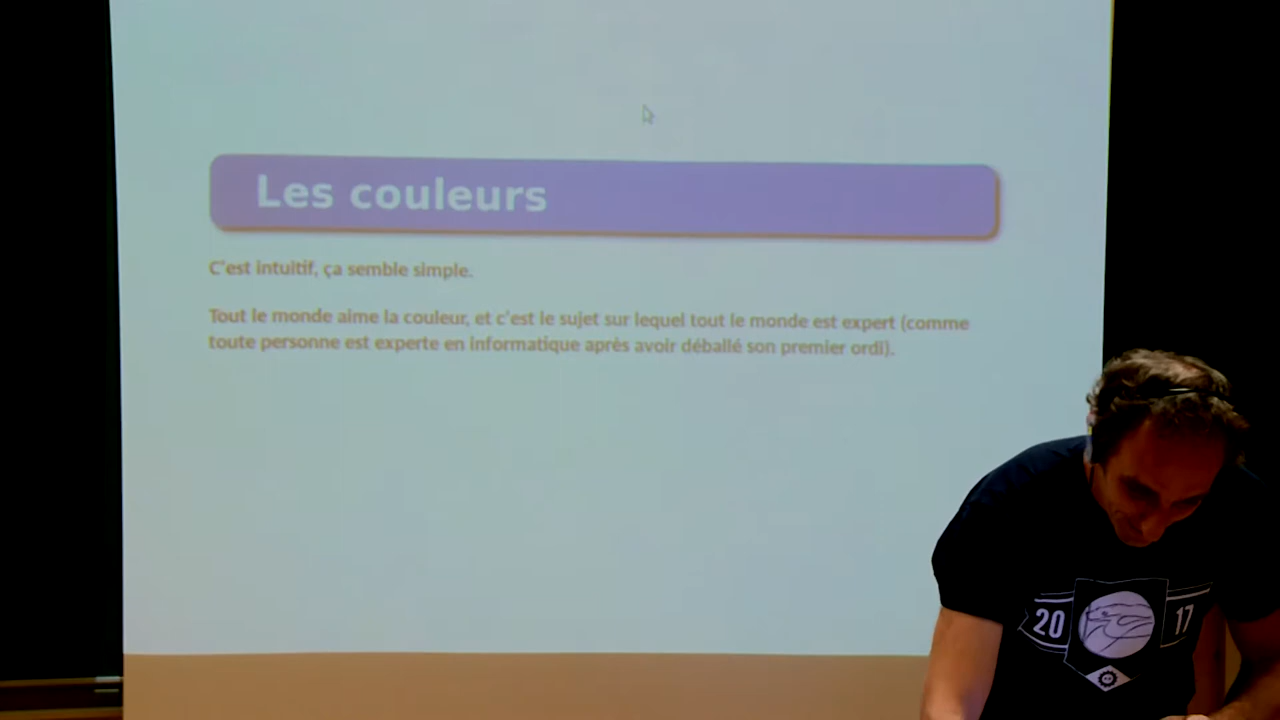 Les couleurs
C'est intuitif, ça semble simple.
Tout le monde aime la couleur, et c'est le sujet sur lequel tout le monde est expert (comme
toute personne est experte en informatique après avoir déballé son premier ordi).
20 17